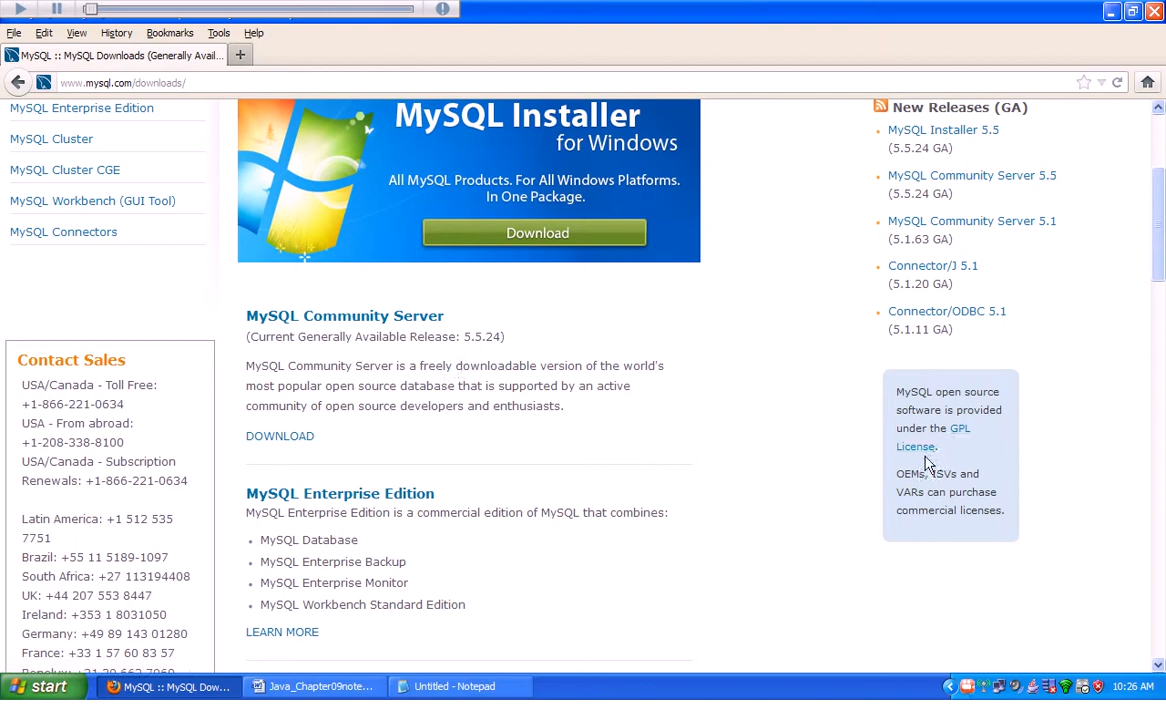 File Edit View History Bookmarks Tools Help
MySQL :: MySQL Downloads (Generally Avail...
www.mysql.com/downloads/
MySQL Enterprise Edition
MySQL Cluster
MySQL Cluster CGE
MySQL Workbench (GUI Tool)
MySQL Connectors
Contact Sales
USA/Canada - Toll Free:
+1-866-221-0634
USA - From abroad:
+1-208-338-8100
USA/Canada - Subscription
Renewals: +1-866-221-0634
Latin America: +1 512 535
7751
Brazil: +55 11 5189-1097
South Africa: +27 113194408
UK: +44 207 553 8447
Ireland: +353 1 8031050
Germany: +49 89 143 01280
France: +33 1 57 60 83 57
MySQL Installer
for Windows
All MySQL Products. For All Windows Platforms.
In One Package.
Download
MySQL Community Server
(Current Generally Available Release: 5.5.24)
MySQL Community Server is a freely downloadable version of the world's
most popular open source database that is supported by an active
community of open source developers and enthusiasts.
DOWNLOAD
MySQL Enterprise Edition
MySQL Enterprise Edition is a commercial edition of MySQL that combines:
MySQL Database
MySQL Enterprise Backup
MySQL Enterprise Monitor
MySQL Workbench Standard Edition
LEARN MORE
New Releases (GA)
MySQL Installer 5.5
(5.5.24 GA)
MySQL Community Server 5.5
(5.5.24 GA)
MySQL Community Server 5.1
(5.1.63 GA)
Connector/J 5.1
(5.1.20 GA)
Connector/ODBC 5.1
(5.1.11 GA)
MySQL open source
software is provided
under the GPL
License.
OEMs, ISVs and
VARs can purchase
commercial licenses.
start
MySQL :: MySQL Dow...
Java_Chapter09note...
Untitled - Notepad
10:26 AM